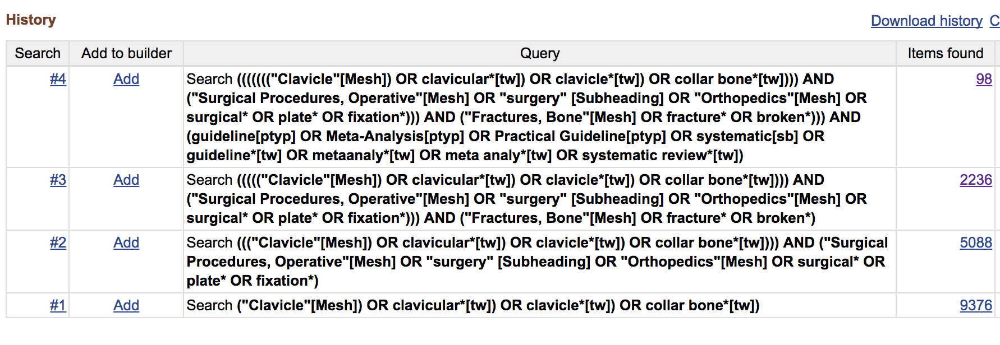 History
Download history C
Search Add to builder Query Items found
#4 Add Search ((((((("Clavicle"[Mesh]) OR clavicular*[tw]) OR clavicle*[tw]) OR collar bone*[tw]))) AND 98
("Surgical Procedures, Operative"[Mesh] OR "surgery" [Subheading] OR "Orthopedics"[Mesh] OR
surgical* OR plate* OR fixation*))) AND ("Fractures, Bone"[Mesh] OR fracture* OR broken*))) AND
(guideline[ptyp] OR Meta-Analysis[ptyp] OR Practical Guideline[ptyp] OR systematic[sb] OR
guideline*[tw] OR metaanaly*[tw] OR meta analy*[tw] OR systematic review*[tw])
#3 Add Search ((((("Clavicle"[Mesh]) OR clavicular*[tw]) OR clavicle*[tw]) OR collar bone*[tw]))) AND 2236
("Surgical Procedures, Operative"[Mesh] OR "surgery" [Subheading] OR "Orthopedics"[Mesh] OR
surgical* OR plate* OR fixation*))) AND ("Fractures, Bone"[Mesh] OR fracture* OR broken*)
#2 Add Search ((("Clavicle"[Mesh]) OR clavicular*[tw]) OR clavicle*[tw]) OR collar bone*[tw]))) AND ("Surgical 5088
Procedures, Operative"[Mesh] OR "surgery" [Subheading] OR "Orthopedics"[Mesh] OR surgical* OR
plate* OR fixation*)
#1 Add Search ("Clavicle"[Mesh]) OR clavicular*[tw]) OR clavicle*[tw]) OR collar bone*[tw]) 9376